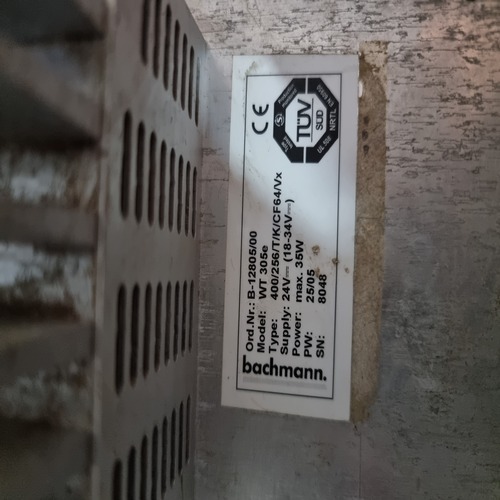 bachmann.
Ord.Nr.: B-12805/00
Model: WT 305e
Type: 400/256/T/K/CF64/Vx
Supply: 24V⎓ (18-34V⎓)
Power: max. 35W
PW: 25/05
SN: 8048
CE
TÜV
SÜD
NRTL